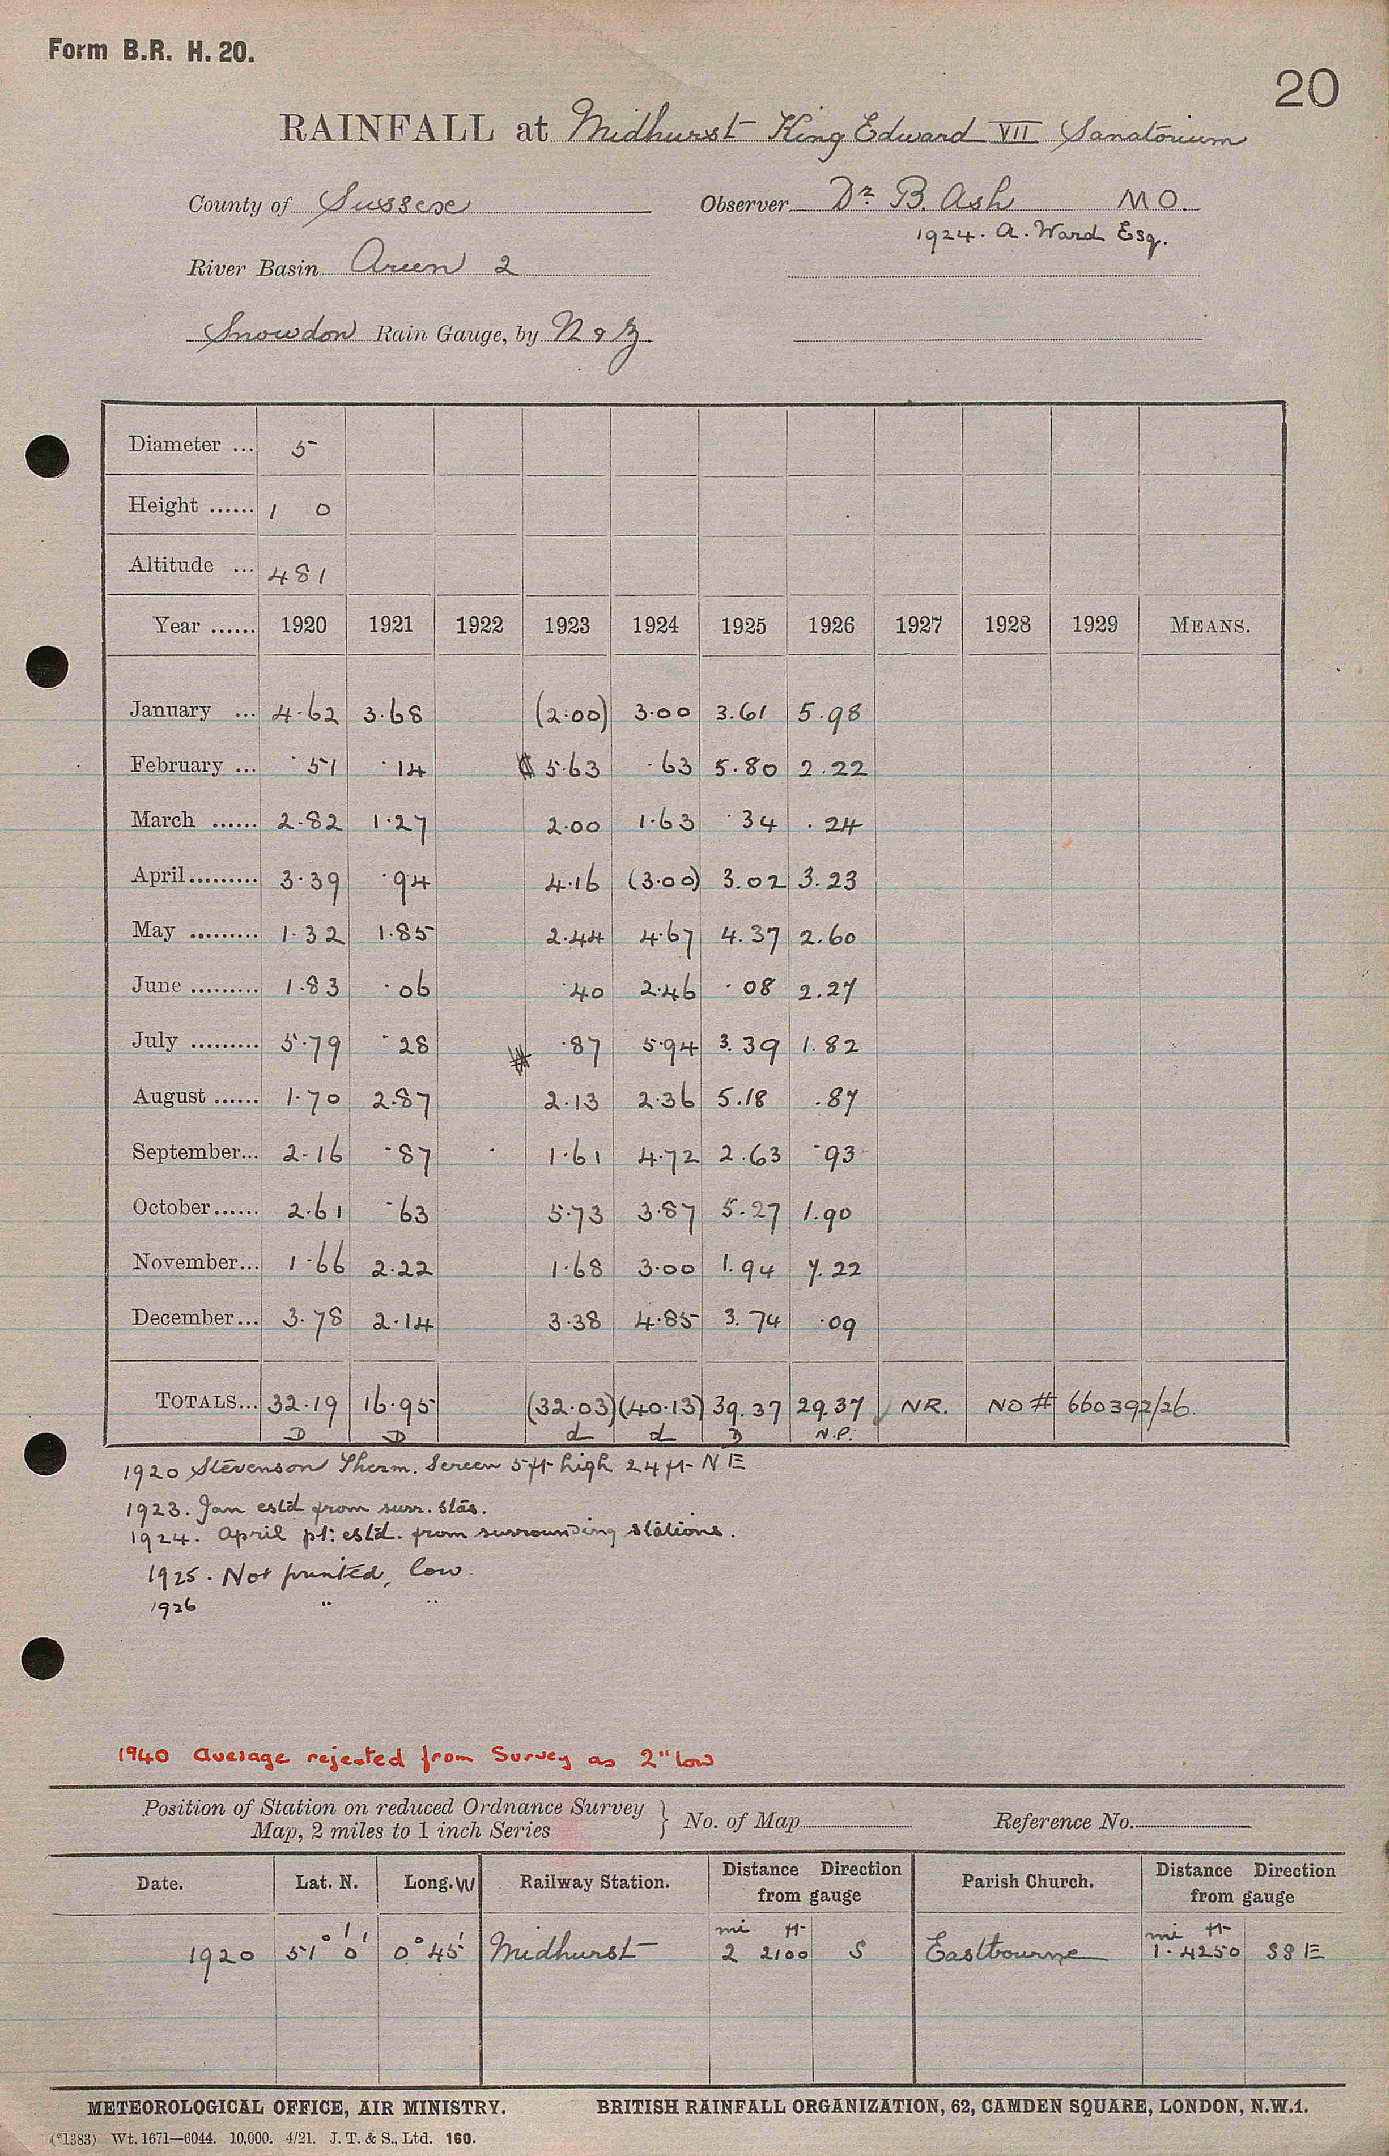 Form B.R. H. 20.
20
RAINFALL at Midhurst King Edward VII Sanatorium
County of Sussex Observer Dr. B. Ash M O.
1924. A. Ward Esq.
River Basin Arun 2
Snowdon Rain Gauge, by N & Z
Diameter ... 5
Height ...... 1 0
Altitude ... 481
Year ...... 1920 1921 1922 1923 1924 1925 1926 1927 1928 1929 MEANS.
January ... 4.62 3.68 (2.00) 3.00 3.61 5.98
February ... .51 .14 5.63 .63 5.80 2.22
March ...... 2.82 1.27 2.00 1.63 .34 .24
April ......... 3.39 .94 4.16 (3.00) 3.02 3.23
May ......... 1.32 1.85 2.44 4.67 4.37 2.60
June ......... 1.83 .06 .40 2.46 .08 2.27
July ......... 5.79 .28 .87 5.94 3.39 1.82
August ...... 1.70 2.87 2.13 2.36 5.18 .87
September... 2.16 .87 1.61 4.72 2.63 .93
October...... 2.61 .63 5.73 3.87 5.27 1.90
November... 1.66 2.22 1.68 3.00 1.94 7.22
December... 3.78 2.14 3.38 4.85 3.74 .09
TOTALS... 32.19 16.95 (32.03) (40.13) 39.37 29.37 NR. NO # 660392/26.
D D d d D N.P.
1920 Stevenson Therm. Screen 5 ft high 24 ft N E
1923. Jan estd from surr. stas.
1924. April pt: estd. from surrounding stations.
1925. Not printed, low.
1926 " "
1940 Average rejected from Survey as 2" low
Position of Station on reduced Ordnance Survey
Map, 2 miles to 1 inch Series } No. of Map Reference No.
Date. Lat. N. Long. W Railway Station. Distance from gauge Direction Parish Church. Distance from gauge Direction
mi ft mi ft
1920 51° 0' 0° 45' Midhurst 2 2100 S Eastbourne 1. 4250 SSE
METEOROLOGICAL OFFICE, AIR MINISTRY. BRITISH RAINFALL ORGANIZATION, 62, CAMDEN SQUARE, LONDON, N.W.1.
(*1383) Wt. 1671—6044. 10,000. 4/21. J. T. & S., Ltd. 160.